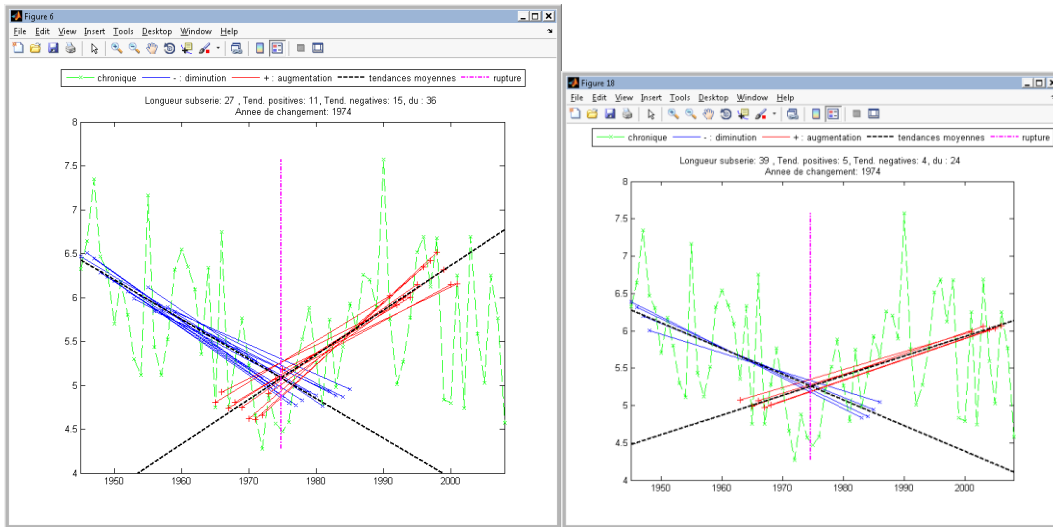 Figure 6
File Edit View Insert Tools Desktop Window Help
chronique - : diminution + : augmentation tendances moyennes rupture
Longueur subserie: 27 , Tend. positives: 11, Tend. negatives: 15, du : 36
Annee de changement: 1974
8
7.5
7
6.5
6
5.5
5
4.5
4
1950 1960 1970 1980 1990 2000
Figure 18
File Edit View Insert Tools Desktop Window Help
chronique - : diminution + : augmentation tendances moyennes rupture
Longueur subserie: 39 , Tend. positives: 5, Tend. negatives: 4, du : 24
Annee de changement: 1974
8
7.5
7
6.5
6
5.5
5
4.5
4
1950 1960 1970 1980 1990 2000